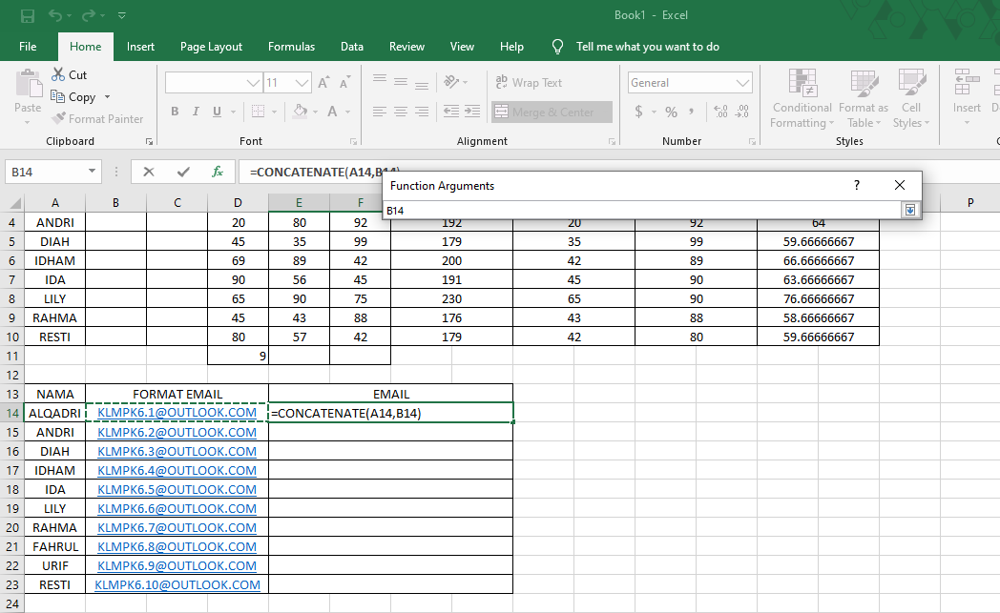 Book1 - Excel
File Home Insert Page Layout Formulas Data Review View Help Tell me what you want to do
Paste
Cut
Copy
Format Painter
Clipboard
11 A A
B I U A
Font
ab Wrap Text
Merge & Center
Alignment
General
$ % , .00 .0
Number
Conditional Formatting
Format as Table
Cell Styles
Styles
Insert
B14 fx =CONCATENATE(A14,B14)
Function Arguments ?
B14
A B C D E F P
4 ANDRI 20 80 92 192 20 92 64
5 DIAH 45 35 99 179 35 99 59.66666667
6 IDHAM 69 89 42 200 42 89 66.66666667
7 IDA 90 56 45 191 45 90 63.66666667
8 LILY 65 90 75 230 65 90 76.66666667
9 RAHMA 45 43 88 176 43 88 58.66666667
10 RESTI 80 57 42 179 42 80 59.66666667
11 9
12
13 NAMA FORMAT EMAIL EMAIL
14 ALQADRI KLMPK6.1@OUTLOOK.COM =CONCATENATE(A14,B14)
15 ANDRI KLMPK6.2@OUTLOOK.COM
16 DIAH KLMPK6.3@OUTLOOK.COM
17 IDHAM KLMPK6.4@OUTLOOK.COM
18 IDA KLMPK6.5@OUTLOOK.COM
19 LILY KLMPK6.6@OUTLOOK.COM
20 RAHMA KLMPK6.7@OUTLOOK.COM
21 FAHRUL KLMPK6.8@OUTLOOK.COM
22 URIF KLMPK6.9@OUTLOOK.COM
23 RESTI KLMPK6.10@OUTLOOK.COM
24